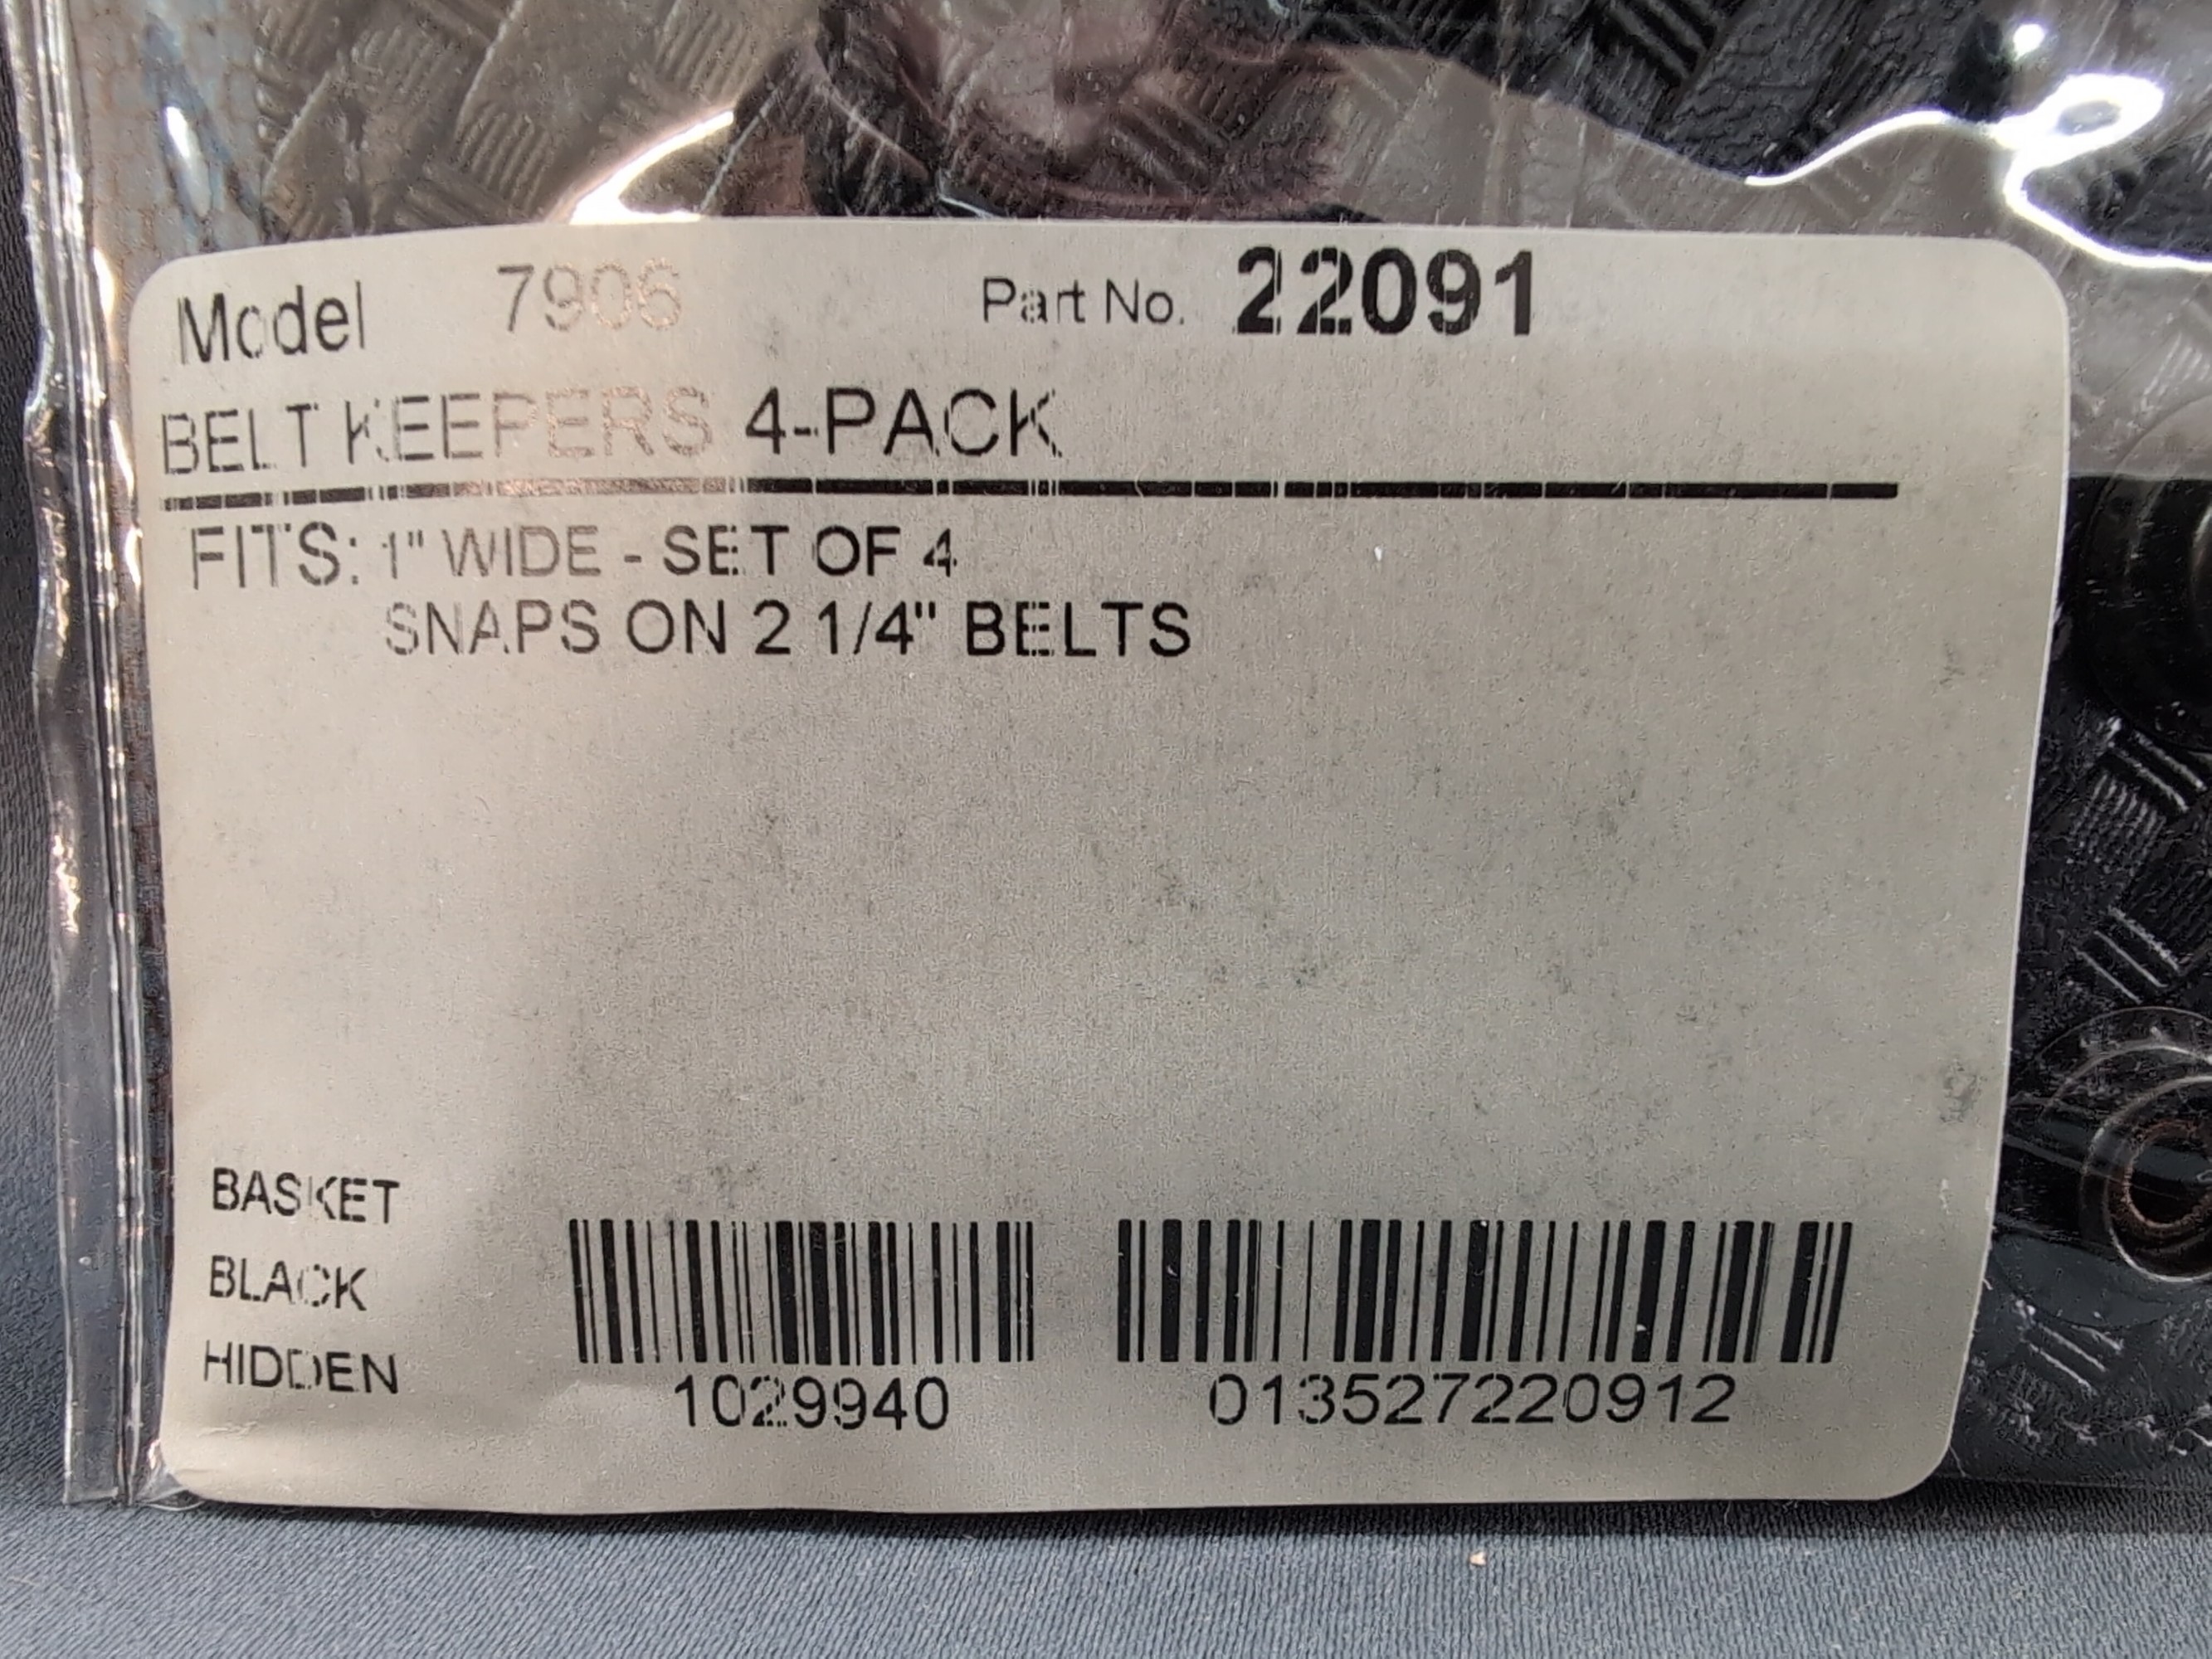 Model 7906 Part No. 22091
BELT KEEPERS 4-PACK
FITS: 1" WIDE - SET OF 4
SNAPS ON 2 1/4" BELTS
BASKET
BLACK
HIDDEN
1029940 013527220912